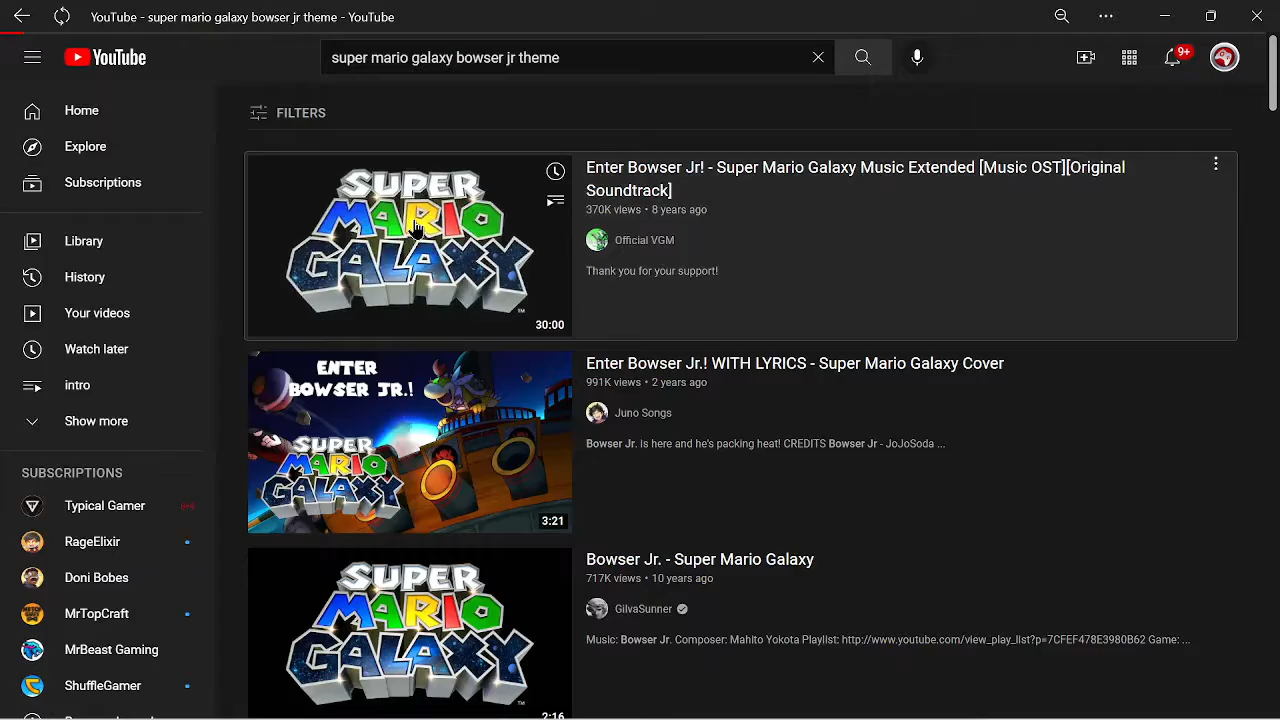 YouTube - super mario galaxy bowser jr theme - YouTube
YouTube
super mario galaxy bowser jr theme
9+
Home
Explore
Subscriptions
Library
History
Your videos
Watch later
intro
Show more
SUBSCRIPTIONS
Typical Gamer
RageElixir
Doni Bobes
MrTopCraft
MrBeast Gaming
ShuffleGamer
FILTERS
SUPER
MARIO
GALAXY
TM
30:00
Enter Bowser Jr! - Super Mario Galaxy Music Extended [Music OST][Original
Soundtrack]
370K views • 8 years ago
Official VGM
Thank you for your support!
ENTER
BOWSER JR.!
SUPER
MARIO
GALAXY
3:21
Enter Bowser Jr.! WITH LYRICS - Super Mario Galaxy Cover
991K views • 2 years ago
Juno Songs
Bowser Jr. is here and he's packing heat! CREDITS Bowser Jr - JoJoSoda ...
SUPER
MARIO
GALAXY
TM
2:16
Bowser Jr. - Super Mario Galaxy
717K views • 10 years ago
GilvaSunner
Music: Bowser Jr. Composer: Mahito Yokota Playlist: http://www.youtube.com/view_play_list?p=7CFEF478E3980B62 Game: ...